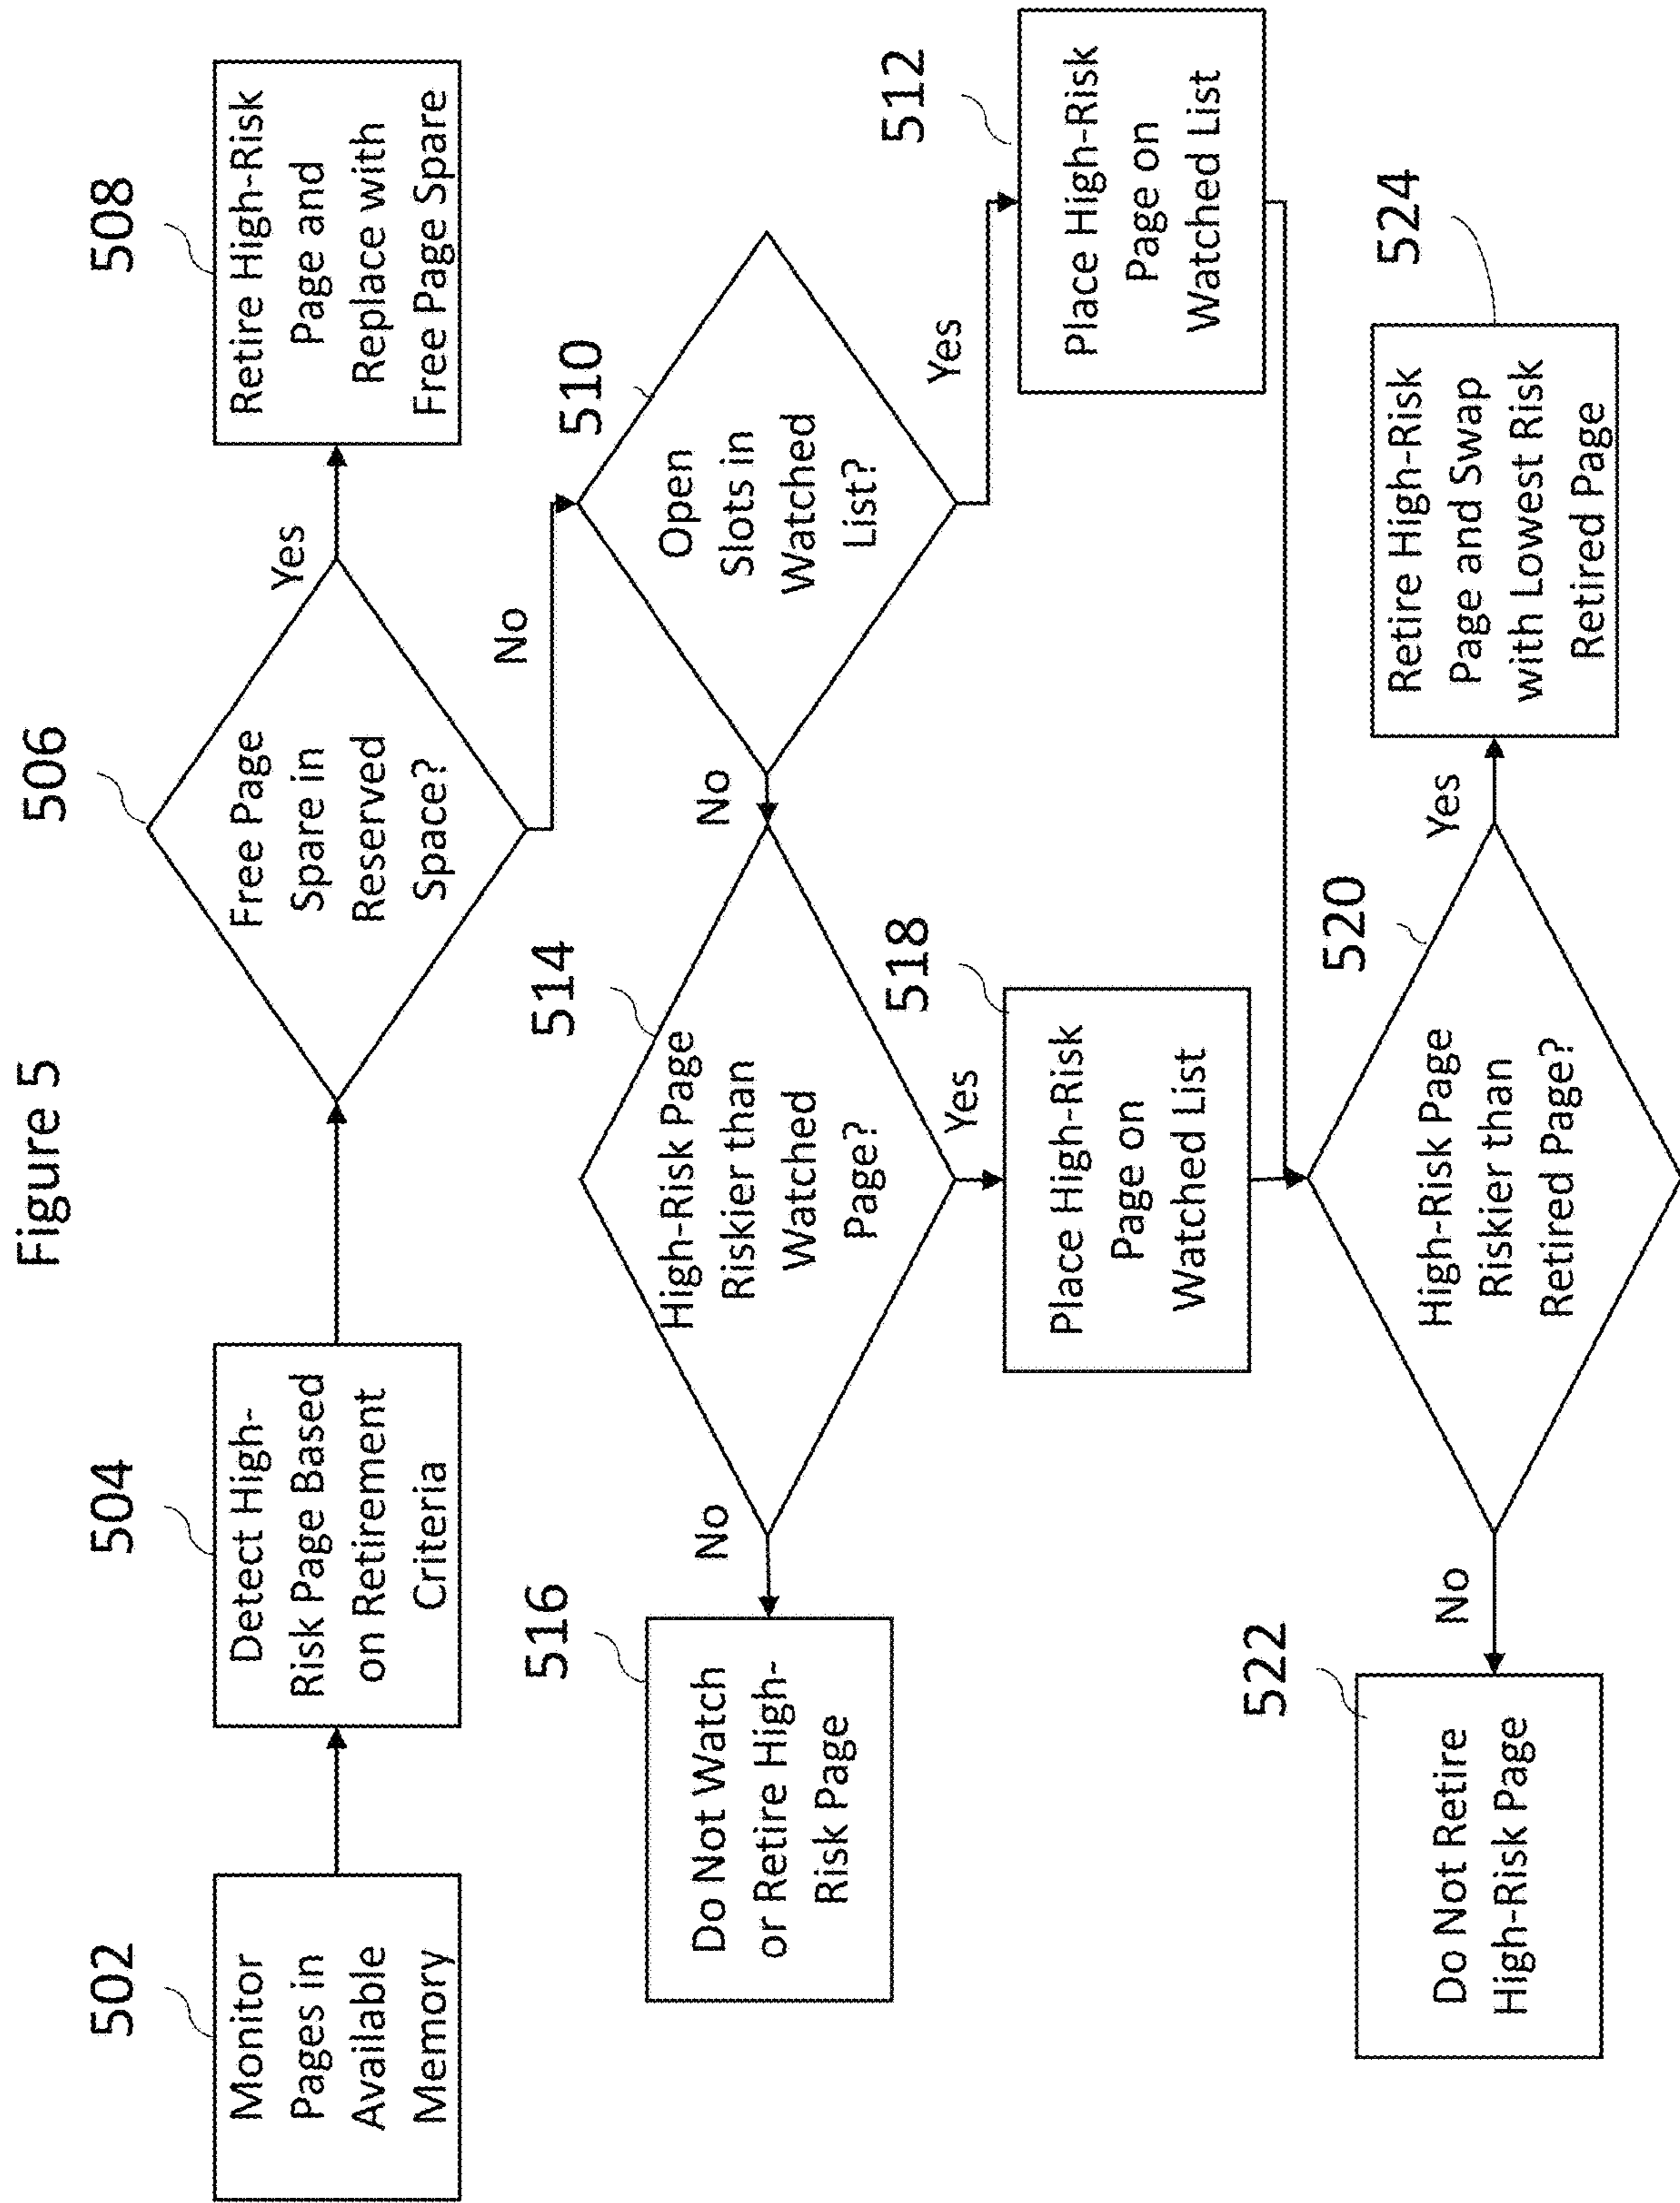 Figure 5
502
Monitor
Pages in
Available
Memory
504
Detect High-
Risk Page Based
on Retirement
Criteria
506
Free Page
Spare in
Reserved
Space?
Yes
508
Retire High-Risk
Page and
Replace with
Free Page Spare
No
510
Open
Slots in
Watched
List?
Yes
512
Place High-Risk
Page on
Watched List
No
514
High-Risk Page
Riskier than
Watched
Page?
No
516
Do Not Watch
or Retire High-
Risk Page
Yes
518
Place High-Risk
Page on
Watched List
520
High-Risk Page
Riskier than
Retired Page?
No
522
Do Not Retire
High-Risk Page
Yes
524
Retire High-Risk
Page and Swap
with Lowest Risk
Retired Page